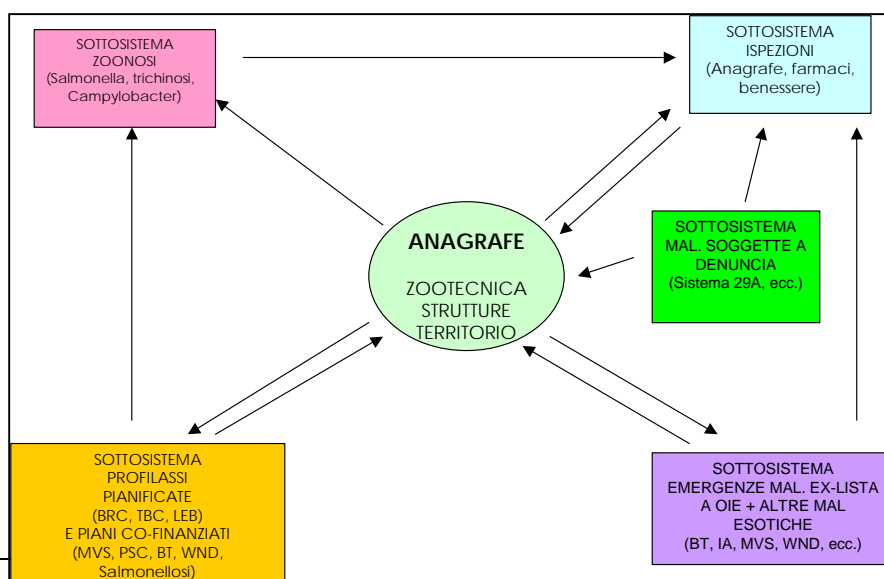 SOTTOSISTEMA
ZOONOSI
(Salmonella, trichinosi,
Campylobacter)
SOTTOSISTEMA
ISPEZIONI
(Anagrafe, farmaci,
benessere)
ANAGRAFE
ZOOTECNICA
STRUTTURE
TERRITORIO
SOTTOSISTEMA
MAL. SOGGETTE A
DENUNCIA
(Sistema 29A, ecc.)
SOTTOSISTEMA
PROFILASSI
PIANIFICATE
(BRC, TBC, LEB)
E PIANI CO-FINANZIATI
(MVS, PSC, BT, WND,
Salmonellosi)
SOTTOSISTEMA
EMERGENZE MAL. EX-LISTA
A OIE + ALTRE MAL
ESOTICHE
(BT, IA, MVS, WND, ecc.)